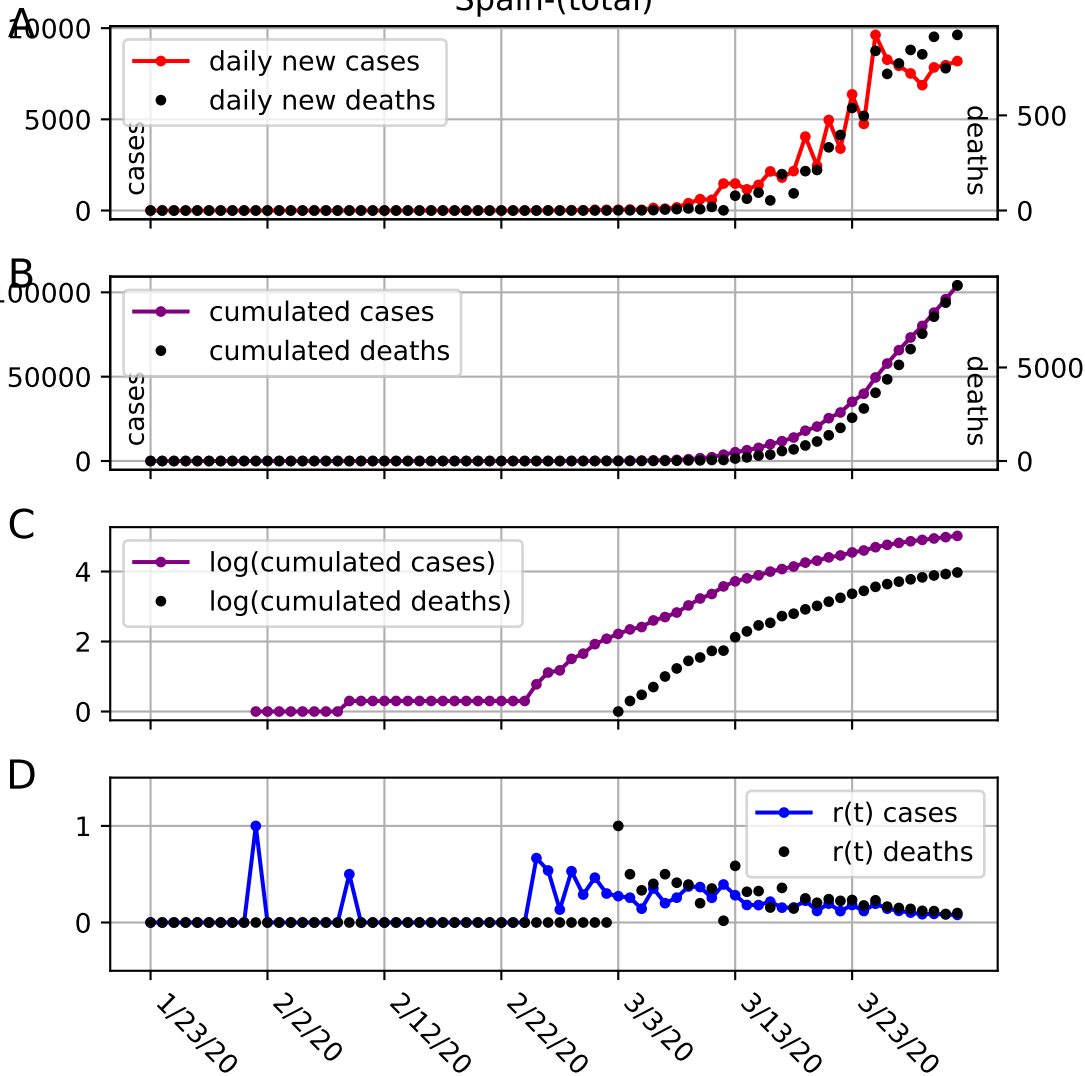 Spain-(total)
A
10000
5000
0
daily new cases
daily new deaths
cases
deaths
500
0
B
100000
50000
0
cumulated cases
cumulated deaths
cases
deaths
5000
0
C
4
2
0
log(cumulated cases)
log(cumulated deaths)
D
1
0
r(t) cases
r(t) deaths
1/23/20
2/2/20
2/12/20
2/22/20
3/3/20
3/13/20
3/23/20